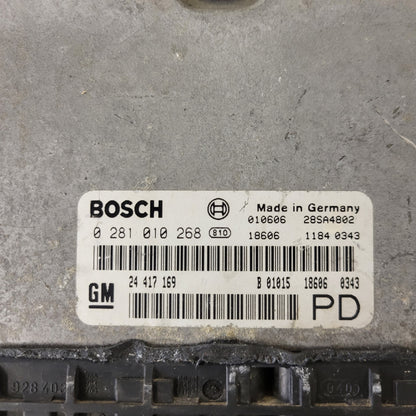 BOSCH Made in Germany
010606 28SA4802
0 281 010 268 810 18606 1184 0343
24 417 169 B 01015 18606 0343
GM PD